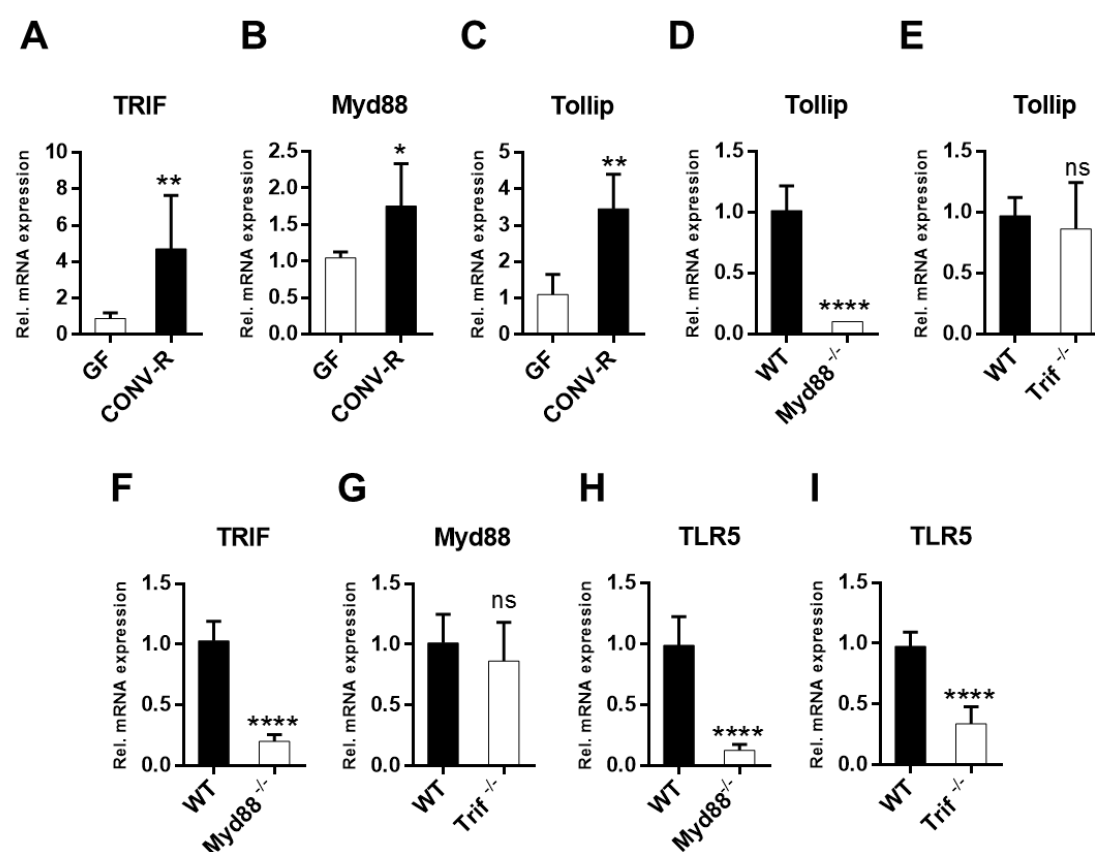 A B C D E
TRIF Myd88 Tollip Tollip Tollip
Rel. mRNA expression
10
8
6
4
2
0
**
GF
CONV-R
Rel. mRNA expression
2.5
2.0
1.5
1.0
0.5
0.0
*
GF
CONV-R
Rel. mRNA expression
5
4
3
2
1
0
**
GF
CONV-R
Rel. mRNA expression
1.5
1.0
0.5
0.0
****
WT
Myd88-/-
Rel. mRNA expression
1.5
1.0
0.5
0.0
ns
WT
Trif-/-
F G H I
TRIF Myd88 TLR5 TLR5
Rel. mRNA expression
1.5
1.0
0.5
0.0
****
WT
Myd88-/-
Rel. mRNA expression
1.5
1.0
0.5
0.0
ns
WT
Trif-/-
Rel. mRNA expression
1.5
1.0
0.5
0.0
****
WT
Myd88-/-
Rel. mRNA expression
1.5
1.0
0.5
0.0
****
WT
Trif-/-